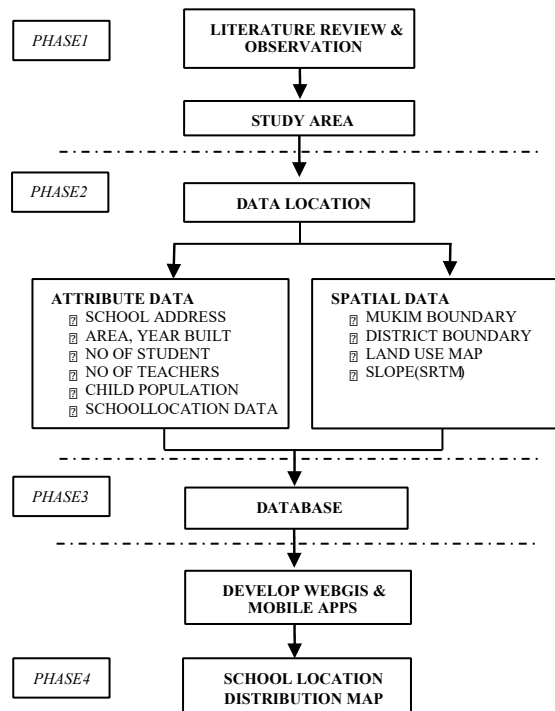 PHASE1
LITERATURE REVIEW &
OBSERVATION
STUDY AREA
PHASE2
DATA LOCATION
ATTRIBUTE DATA
SCHOOL ADDRESS
AREA, YEAR BUILT
NO OF STUDENT
NO OF TEACHERS
CHILD POPULATION
SCHOOLLOCATION DATA
SPATIAL DATA
MUKIM BOUNDARY
DISTRICT BOUNDARY
LAND USE MAP
SLOPE(SRTM)
PHASE3
DATABASE
DEVELOP WEBGIS &
MOBILE APPS
PHASE4
SCHOOL LOCATION
DISTRIBUTION MAP